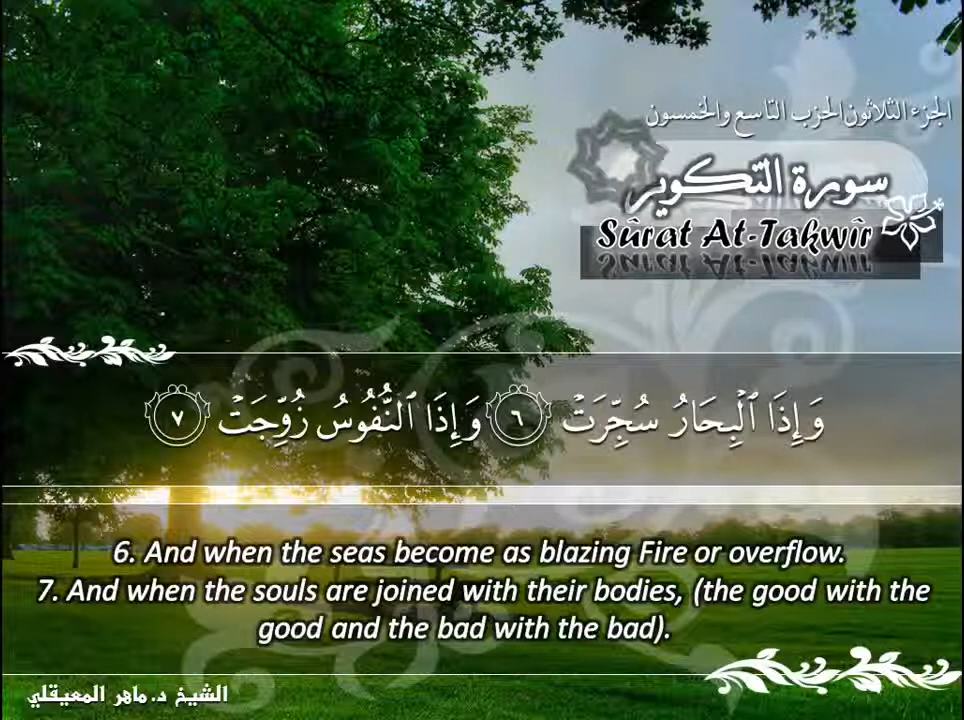 الجزء الثلاثون الحزب التاسع والخمسون
سورة التكوير
Sûrat At-Takwîr
وَإِذَا ٱلْبِحَارُ سُجِّرَتْ ٦ وَإِذَا ٱلنُّفُوسُ زُوِّجَتْ ٧
6. And when the seas become as blazing Fire or overflow.
7. And when the souls are joined with their bodies, (the good with the
good and the bad with the bad).
الشيخ د. ماهر المعيقلي